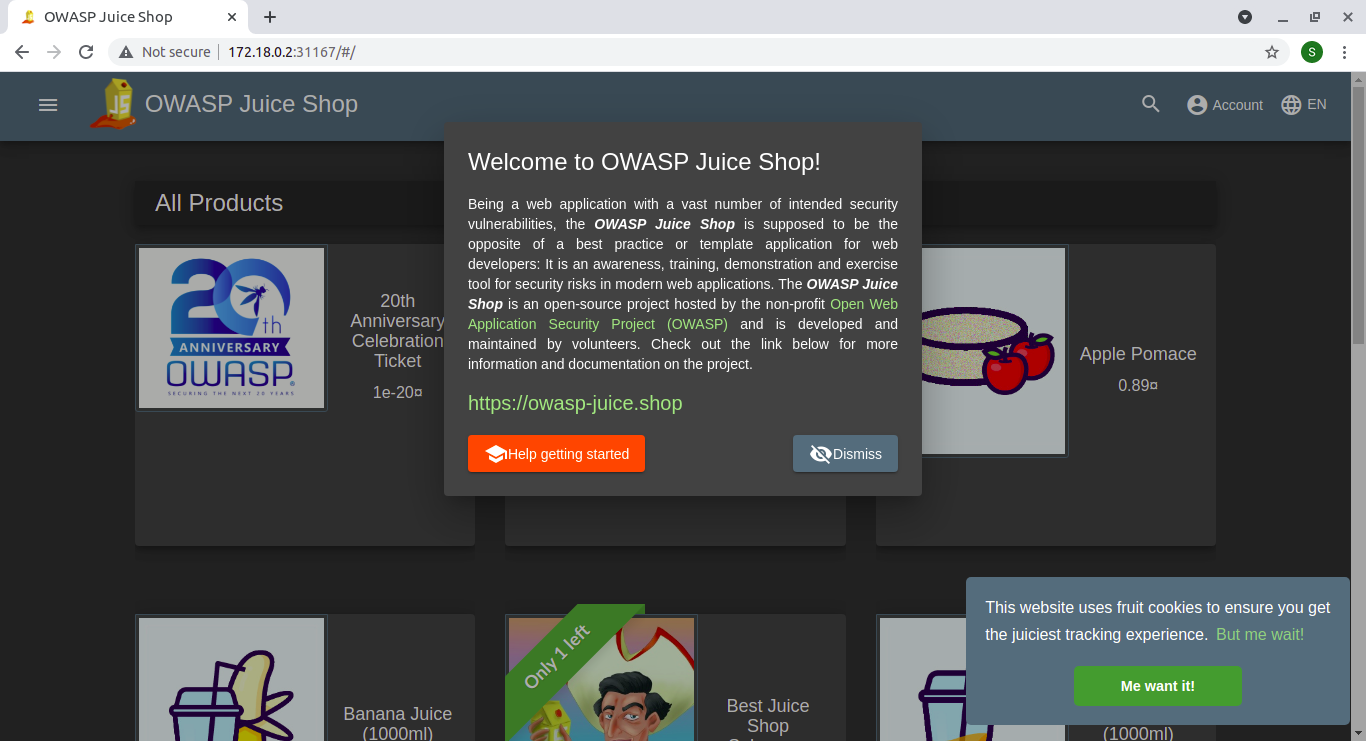 OWASP Juice Shop
Not secure
172.18.0.2:31167/#/
S
JS
OWASP Juice Shop
Account
EN
All Products
Welcome to OWASP Juice Shop!
Being a web application with a vast number of intended security
vulnerabilities, the OWASP Juice Shop is supposed to be the
opposite of a best practice or template application for web
developers: It is an awareness, training, demonstration and exercise
tool for security risks in modern web applications. The OWASP Juice
Shop is an open-source project hosted by the non-profit Open Web
Application Security Project (OWASP) and is developed and
maintained by volunteers. Check out the link below for more
information and documentation on the project.
https://owasp-juice.shop
Help getting started
Dismiss
20th
ANNIVERSARY
OWASP
SECURING THE NEXT 20 YEARS
20th
Anniversary
Celebration
Ticket
1e-20¤
Apple Pomace
0.89¤
Banana Juice
(1000ml)
Only 1 left
Best Juice
Shop
(1000ml)
This website uses fruit cookies to ensure you get
the juiciest tracking experience. But me wait!
Me want it!